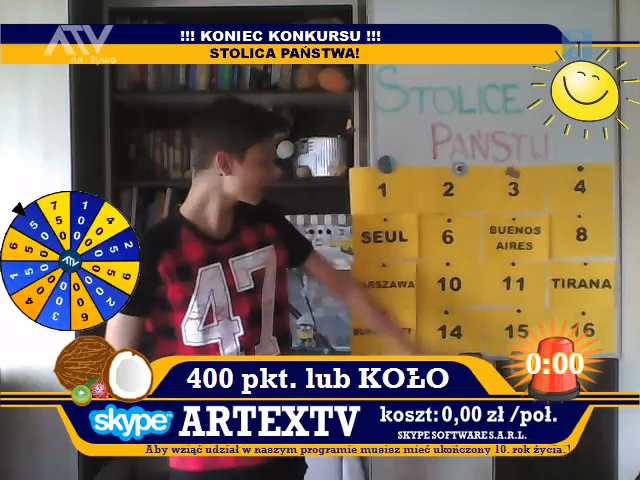 ATV
na żywo
!!! KONIEC KONKURSU !!!
STOLICA PAŃSTWA!
STOLICE
PAŃSTW
1 2 3 4
SEUL 6 BUENOS AIRES 8
WARSZAWA 10 11 TIRANA
14 15 16
ATV
400 pkt. lub KOŁO
0:00
skype ARTEXTV koszt: 0,00 zł /poł.
SKYPE SOFTWARE S.A.R.L.
Aby wziąć udział w naszym programie musisz mieć ukończony 10. rok życia.